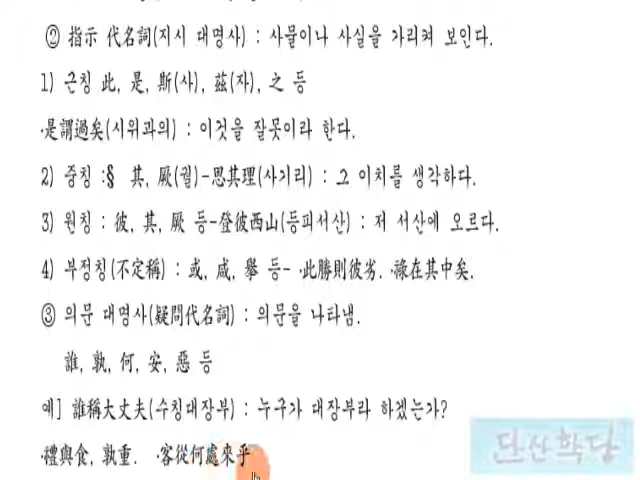 ② 指示 代名詞(지시 대명사) : 사물이나 사실을 가리켜 보인다.
1) 근칭 此, 是, 斯(사), 玆(자), 之 등
·是謂過矣(시위과의) : 이것을 잘못이라 한다.
2) 중칭 :§ 其, 厥(궐)-思其理(사기리) : 그 이치를 생각하다.
3) 원칭 : 彼, 其, 厥 등-登彼西山(등피서산) : 저 서산에 오르다.
4) 부정칭(不定稱) : 或, 咸, 擧 등- ·此勝則彼劣. ·祿在其中矣.
③ 의문 대명사(疑問代名詞) : 의문을 나타냄.
誰, 孰, 何, 安, 惡 등
예] 誰稱大丈夫(수칭대장부) : 누구가 대장부라 하겠는가?
·禮與食, 孰重. ·客從何處來乎
단산학당